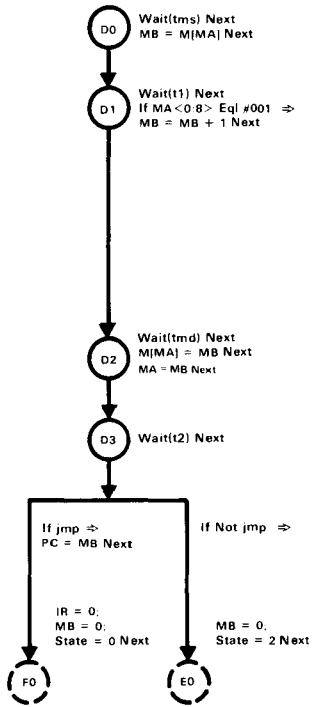 D0
Wait(tms) Next
MB = M[MA] Next
D1
Wait(t1) Next
If MA<0:8> Eql #001 ⇒
MB = MB + 1 Next
D2
Wait(tmd) Next
M[MA] = MB Next
MA = MB Next
D3
Wait(t2) Next
If jmp ⇒
PC = MB Next
If Not jmp ⇒
IR = 0;
MB = 0;
State = 0 Next
MB = 0;
State = 2 Next
F0
E0